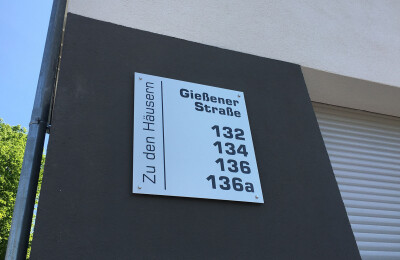 Zu den Häusern
Gießener
Straße
132
134
136
136a